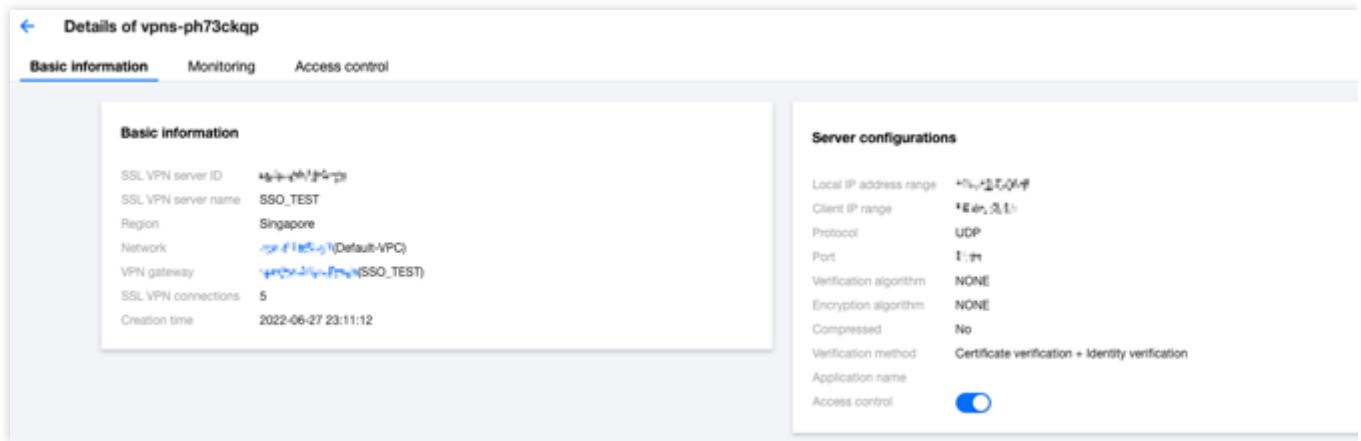 Details of vpns-ph73ckqp
Basic information Monitoring Access control
Basic information
SSL VPN server ID
SSL VPN server name SSO_TEST
Region Singapore
Network (Default-VPC)
VPN gateway (SSO_TEST)
SSL VPN connections 5
Creation time 2022-06-27 23:11:12
Server configurations
Local IP address range
Client IP range
Protocol UDP
Port
Verification algorithm NONE
Encryption algorithm NONE
Compressed No
Verification method Certificate verification + Identity verification
Application name
Access control